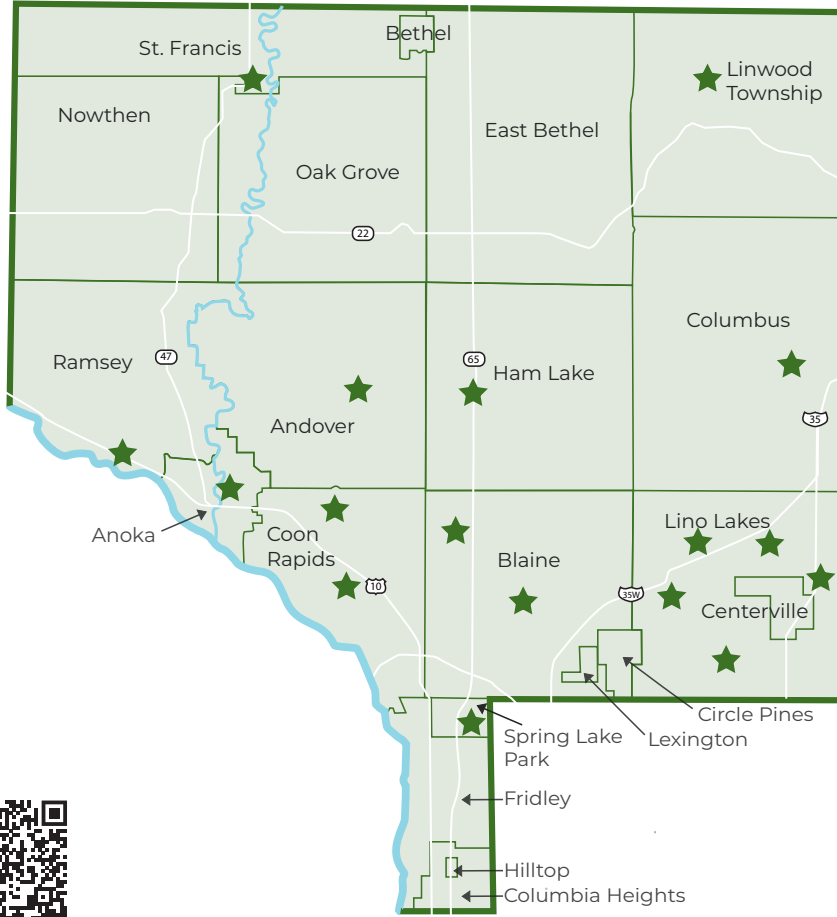 Bethel
St. Francis
Linwood
Township
Nowthen
East Bethel
Oak Grove
22
Columbus
Ramsey
47
65
Ham Lake
35
Andover
Lino Lakes
Anoka
Coon
Rapids
Blaine
10
35W
Centerville
Circle Pines
Spring Lake
Park
Lexington
Fridley
Hilltop
Columbia Heights